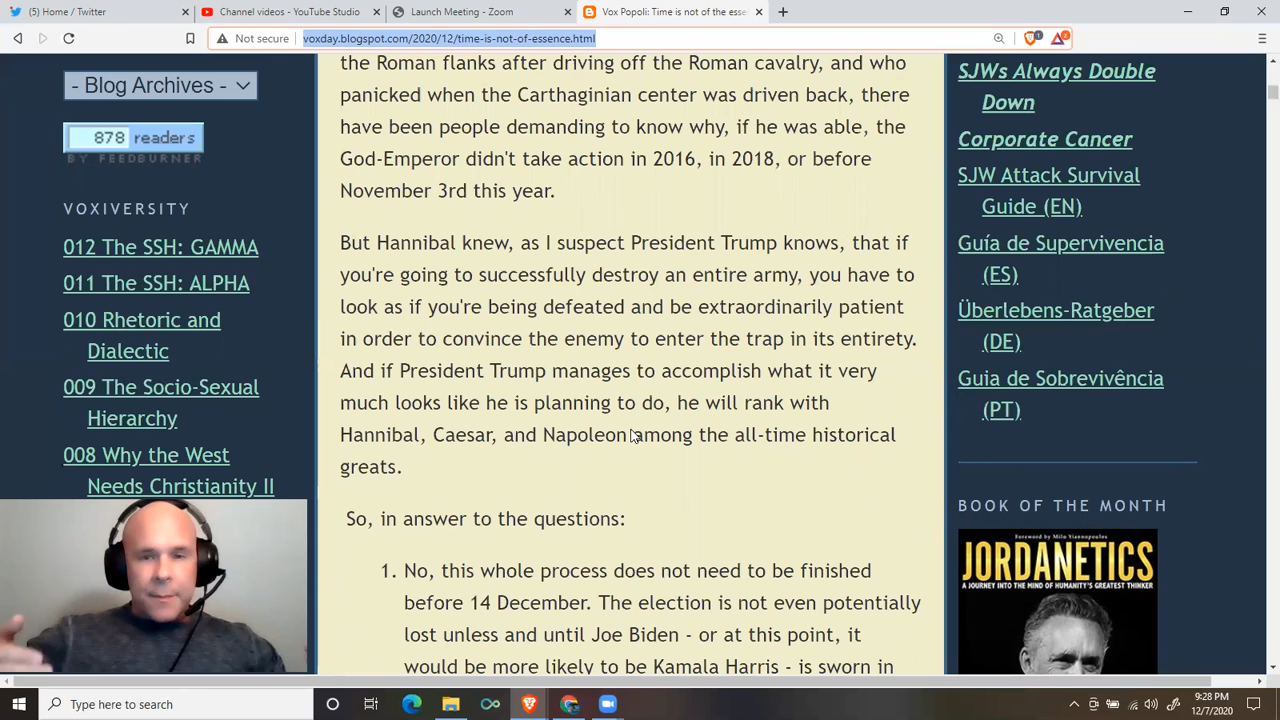 (5) Home / Twitter
Channel videos - YouTube Studio
Launch Meeting - Zoom
Vox Popoli: Time is not of the esse
Not secure
voxday.blogspot.com/2020/12/time-is-not-of-essence.html
1
2
- Blog Archives -
878 readers
BY FEEDBURNER
VOXIVERSITY
012 The SSH: GAMMA
011 The SSH: ALPHA
010 Rhetoric and
Dialectic
009 The Socio-Sexual
Hierarchy
008 Why the West
Needs Christianity II
the Roman flanks after driving off the Roman cavalry, and who
panicked when the Carthaginian center was driven back, there
have been people demanding to know why, if he was able, the
God-Emperor didn't take action in 2016, in 2018, or before
November 3rd this year.
But Hannibal knew, as I suspect President Trump knows, that if
you're going to successfully destroy an entire army, you have to
look as if you're being defeated and be extraordinarily patient
in order to convince the enemy to enter the trap in its entirety.
And if President Trump manages to accomplish what it very
much looks like he is planning to do, he will rank with
Hannibal, Caesar, and Napoleon among the all-time historical
greats.
So, in answer to the questions:
1. No, this whole process does not need to be finished
before 14 December. The election is not even potentially
lost unless and until Joe Biden - or at this point, it
would be more likely to be Kamala Harris - is sworn in
SJWs Always Double
Down
Corporate Cancer
SJW Attack Survival
Guide (EN)
Guía de Supervivencia
(ES)
Überlebens-Ratgeber
(DE)
Guia de Sobrevivência
(PT)
BOOK OF THE MONTH
Foreword by Milo Yiannopoulos
JORDANETICS
A JOURNEY INTO THE MIND OF HUMANITY'S GREATEST THINKER
Type here to search
9:28 PM
12/7/2020